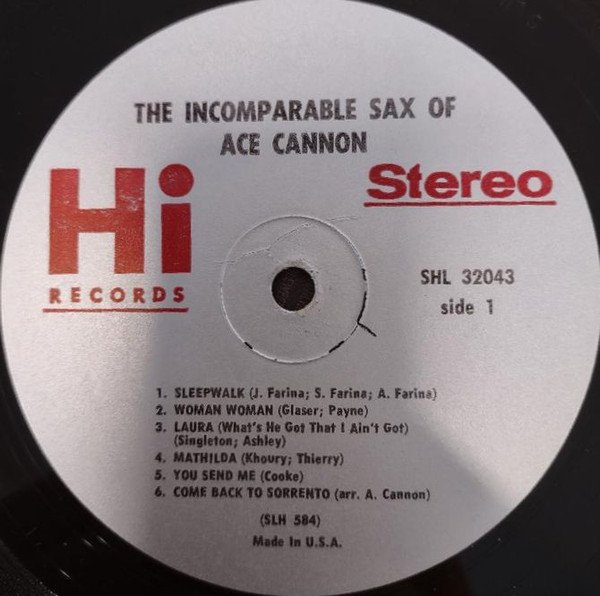 THE INCOMPARABLE SAX OF
ACE CANNON
Hi
RECORDS
Stereo
SHL 32043
side 1
1. SLEEPWALK (J. Farina; S. Farina; A. Farina)
2. WOMAN WOMAN (Glaser; Payne)
3. LAURA (What's He Got That I Ain't Got)
(Singleton; Ashley)
4. MATHILDA (Khoury; Thierry)
5. YOU SEND ME (Cooke)
6. COME BACK TO SORRENTO (arr. A. Cannon)
(SLH 584)
Made In U.S.A.